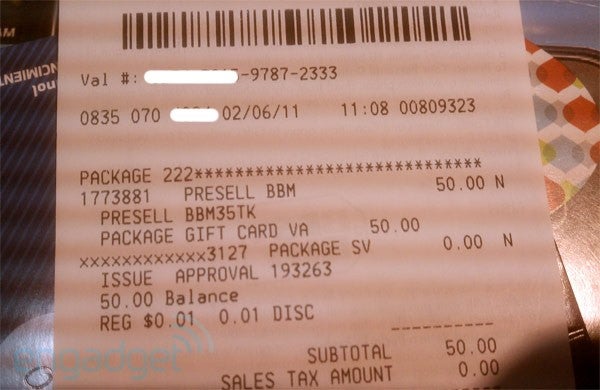 Val #: -9787-2333
0835 070 02/06/11 11:08 00809323
PACKAGE 222******************************
1773881 PRESELL BBM 50.00 N
PRESELL BBM35TK
PACKAGE GIFT CARD VA 50.00
xxxxxxxxxxxx3127 PACKAGE SV 0.00 N
ISSUE APPROVAL 193263
50.00 Balance
REG $0.01 0.01 DISC
----------
SUBTOTAL 50.00
SALES TAX AMOUNT 0.00
engadget